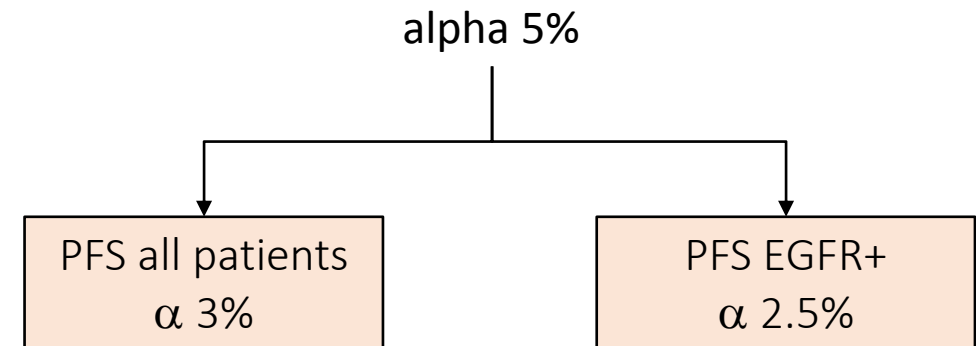 alpha 5%
PFS all patients
α 3%
PFS EGFR+
α 2.5%